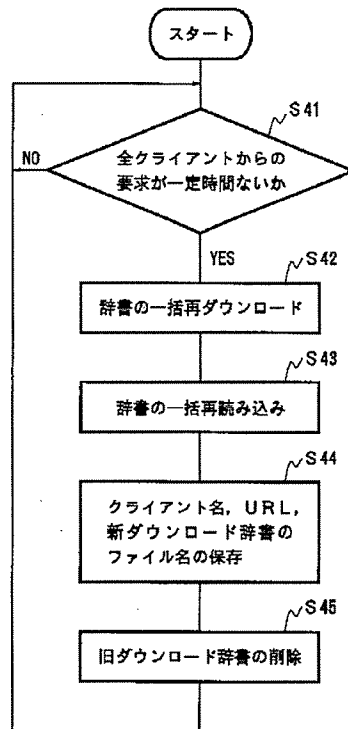 スタート
S41
全クライアントからの
要求が一定時間ないか
NO
YES
S42
辞書の一括再ダウンロード
S43
辞書の一括再読み込み
S44
クライアント名，URL，
新ダウンロード辞書の
ファイル名の保存
S45
旧ダウンロード辞書の削除